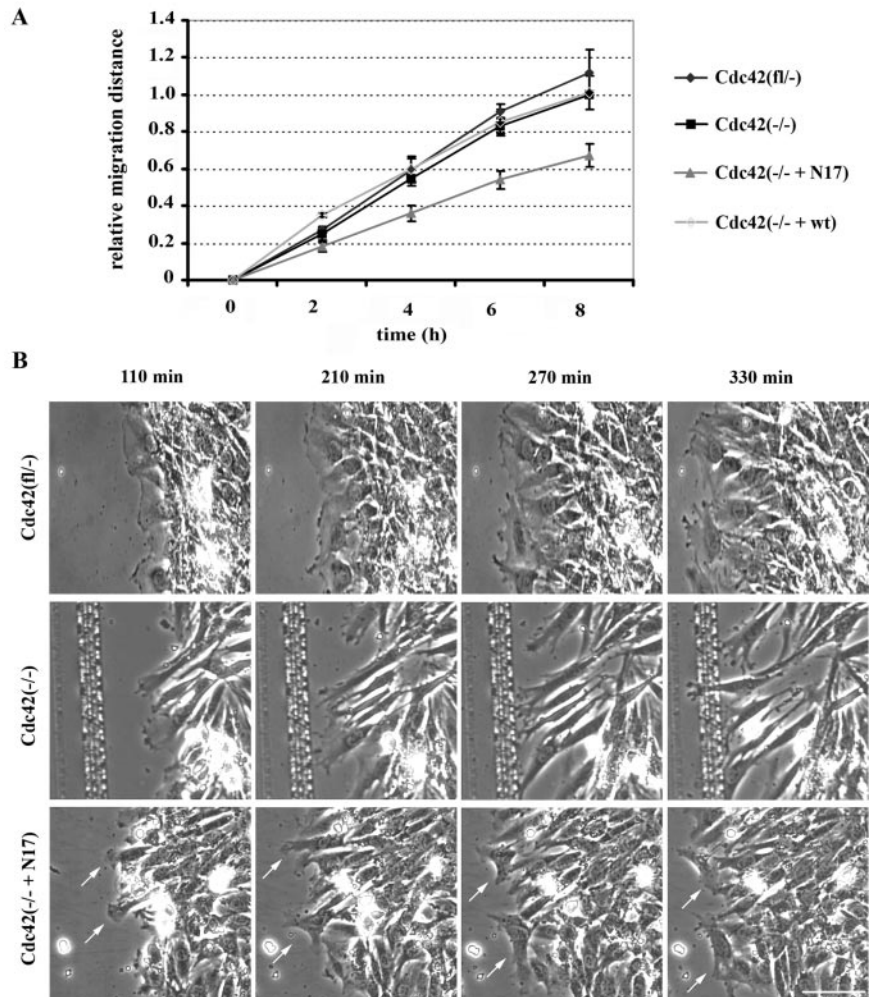 A
relative migration distance
1.4
1.2
1.0
0.8
0.6
0.4
0.2
0
0 2 4 6 8
time (h)
Cdc42(fl/-)
Cdc42(-/-)
Cdc42(-/- + N17)
Cdc42(-/- + wt)
B
110 min 210 min 270 min 330 min
Cdc42(fl/-)
Cdc42(-/-)
Cdc42(-/- + N17)